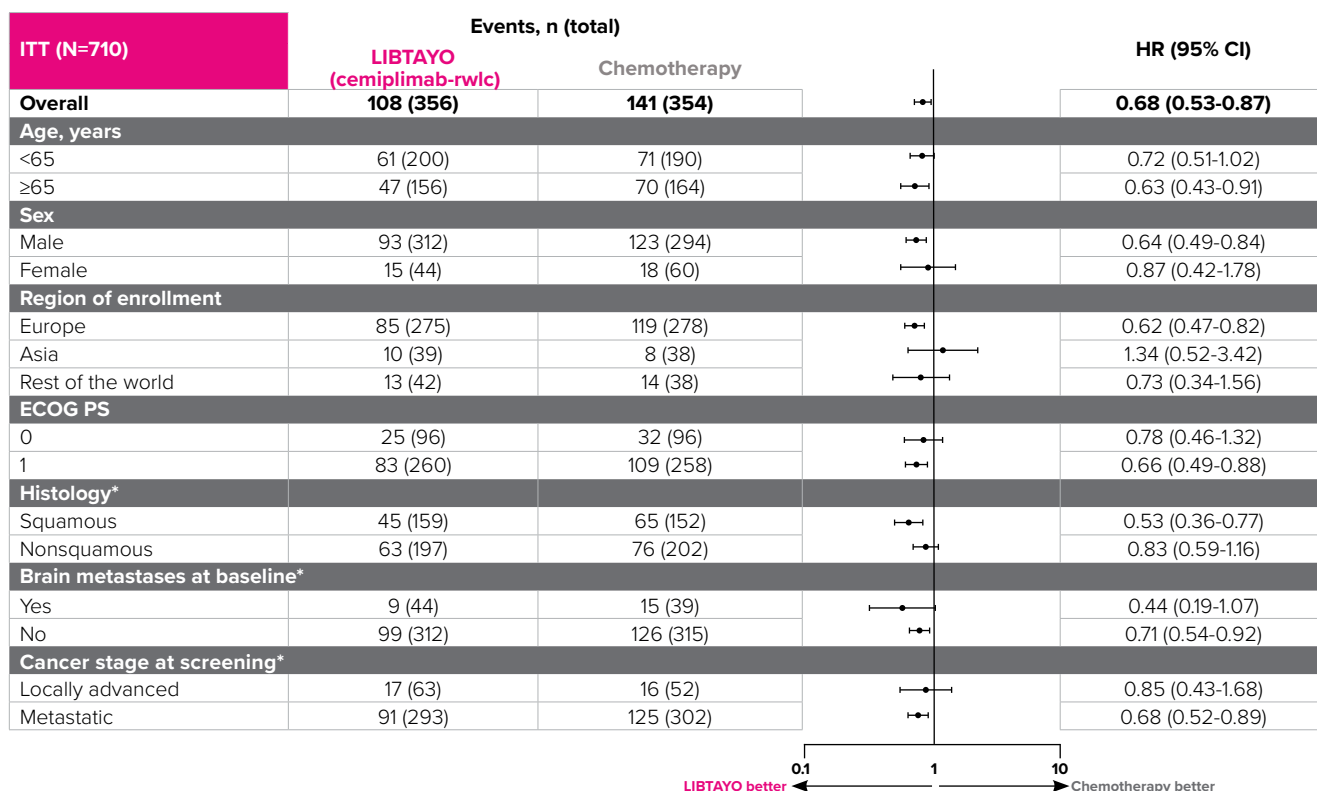 ITT (N=710)
Events, n (total)
LIBTAYO
(cemiplimab-rwlc)
Chemotherapy
HR (95% CI)
Overall 108 (356) 141 (354) 0.68 (0.53-0.87)
Age, years
<65 61 (200) 71 (190) 0.72 (0.51-1.02)
≥65 47 (156) 70 (164) 0.63 (0.43-0.91)
Sex
Male 93 (312) 123 (294) 0.64 (0.49-0.84)
Female 15 (44) 18 (60) 0.87 (0.42-1.78)
Region of enrollment
Europe 85 (275) 119 (278) 0.62 (0.47-0.82)
Asia 10 (39) 8 (38) 1.34 (0.52-3.42)
Rest of the world 13 (42) 14 (38) 0.73 (0.34-1.56)
ECOG PS
0 25 (96) 32 (96) 0.78 (0.46-1.32)
1 83 (260) 109 (258) 0.66 (0.49-0.88)
Histology*
Squamous 45 (159) 65 (152) 0.53 (0.36-0.77)
Nonsquamous 63 (197) 76 (202) 0.83 (0.59-1.16)
Brain metastases at baseline*
Yes 9 (44) 15 (39) 0.44 (0.19-1.07)
No 99 (312) 126 (315) 0.71 (0.54-0.92)
Cancer stage at screening*
Locally advanced 17 (63) 16 (52) 0.85 (0.43-1.68)
Metastatic 91 (293) 125 (302) 0.68 (0.52-0.89)
0.1 1 10
LIBTAYO better Chemotherapy better